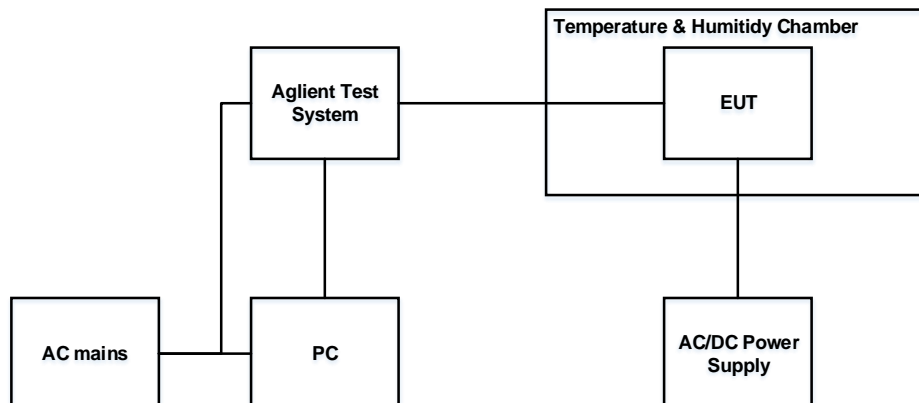 Temperature & Humitidy Chamber
Aglient Test
System
EUT
AC mains
PC
AC/DC Power
Supply